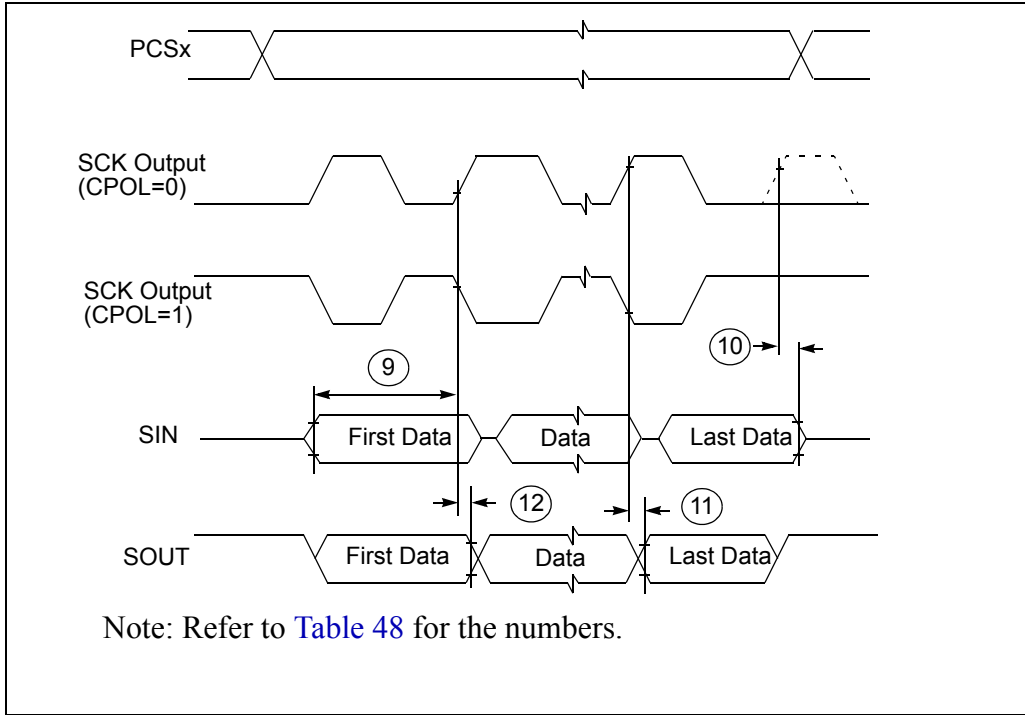 PCSx
SCK Output
(CPOL=0)
SCK Output
(CPOL=1)
10
9
SIN
First Data
Data
Last Data
12
11
SOUT
First Data
Data
Last Data
Note: Refer to Table 48 for the numbers.